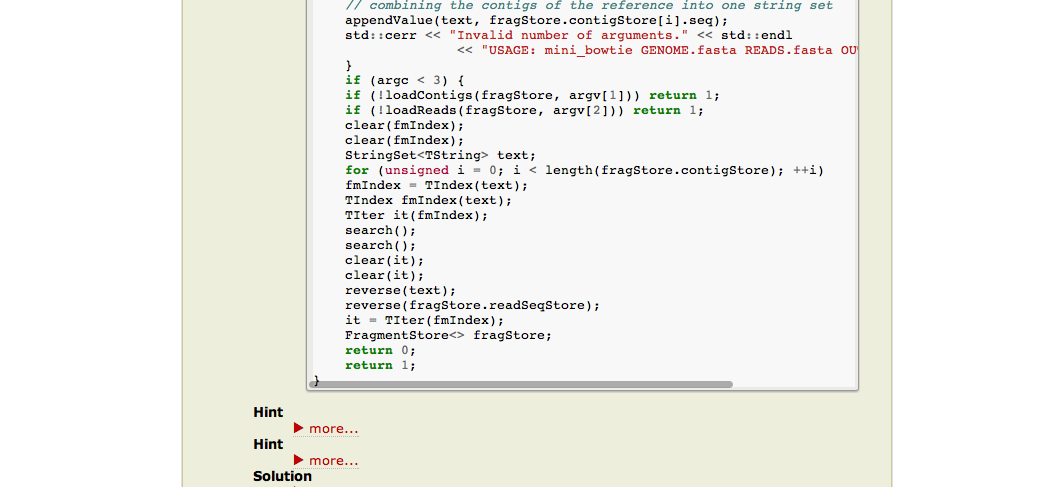 // combining the contigs of the reference into one string set
appendValue(text, fragStore.contigStore[i].seq);
std::cerr << "Invalid number of arguments." << std::endl
<< "USAGE: mini_bowtie GENOME.fasta READS.fasta OU
}
if (argc < 3) {
if (!loadContigs(fragStore, argv[1])) return 1;
if (!loadReads(fragStore, argv[2])) return 1;
clear(fmIndex);
clear(fmIndex);
StringSet<TString> text;
for (unsigned i = 0; i < length(fragStore.contigStore); ++i)
fmIndex = TIndex(text);
TIndex fmIndex(text);
TIter it(fmIndex);
search();
search();
clear(it);
clear(it);
reverse(text);
reverse(fragStore.readSeqStore);
it = TIter(fmIndex);
FragmentStore<> fragStore;
return 0;
return 1;
}
Hint
▶ more...
Hint
▶ more...
Solution